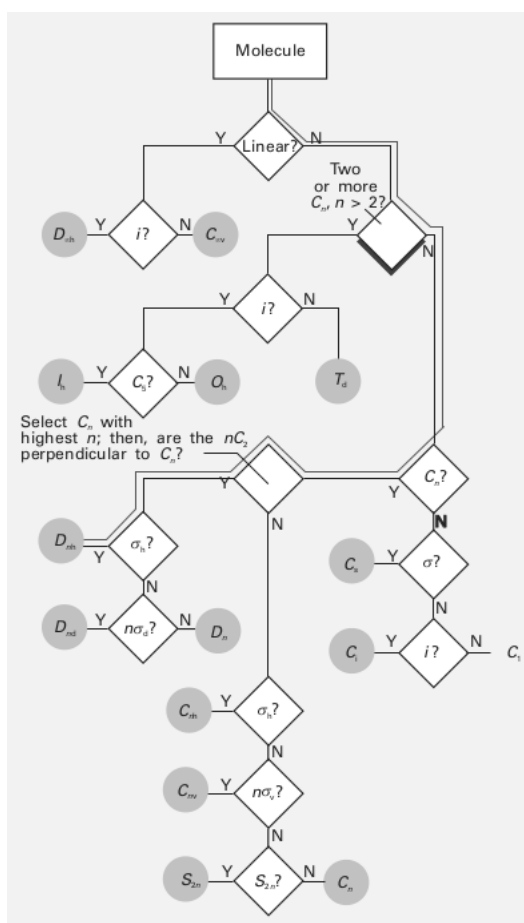 Molecule
Y
Linear?
N
Two
or more
Cn, n > 2?
Y
N
D∞h
Y
i?
N
C∞v
Y
i?
N
Ih
Y
C5?
N
Oh
Td
Select Cn with
highest n; then, are the nC2
perpendicular to Cn?
Y
N
Cn?
Y
N
Dnh
Y
σh?
N
Cs
Y
σ?
N
Dnd
Y
nσd?
N
Dn
Ci
Y
i?
N
C1
Cnh
Y
σh?
N
Cnv
Y
nσv?
N
S2n
Y
S2n?
N
Cn